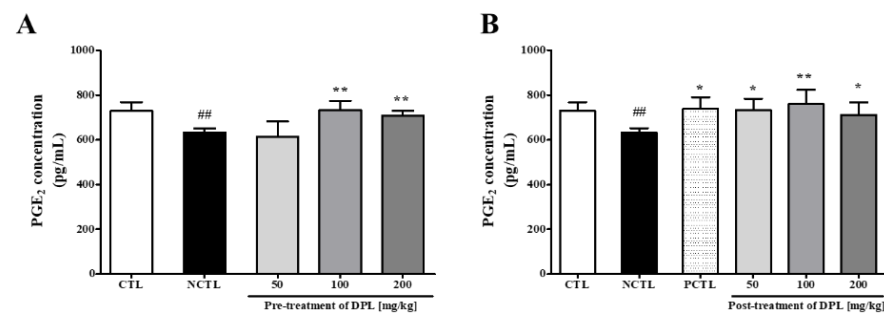 A
1000
800
600
400
200
0
PGE₂ concentration
(pg/mL)
##
**
**
CTL
NCTL
50
100
200
Pre-treatment of DPL [mg/kg]
B
1000
800
600
400
200
0
PGE₂ concentration
(pg/mL)
##
*
*
**
*
CTL
NCTL
PCTL
50
100
200
Post-treatment of DPL [mg/kg]